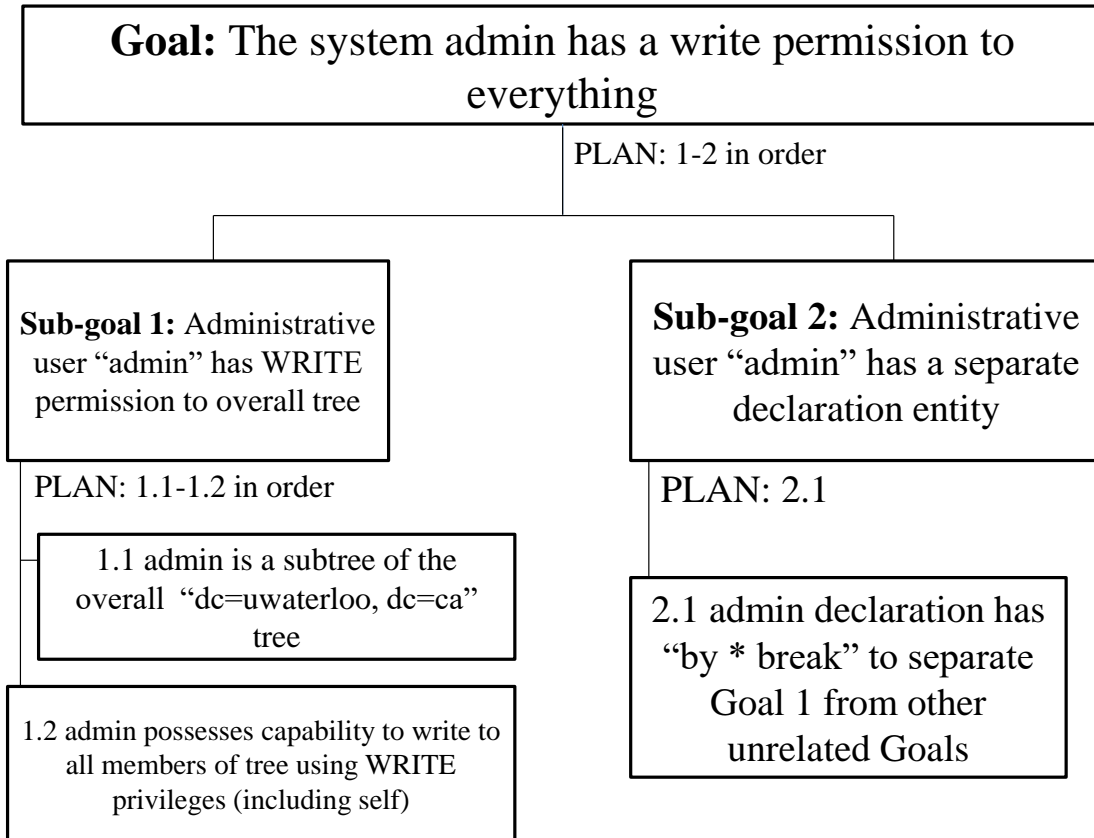 Goal: The system admin has a write permission to
everything
PLAN: 1-2 in order
Sub-goal 1: Administrative
user “admin” has WRITE
permission to overall tree
PLAN: 1.1-1.2 in order
1.1 admin is a subtree of the
overall “dc=uwaterloo, dc=ca”
tree
1.2 admin possesses capability to write to
all members of tree using WRITE
privileges (including self)
Sub-goal 2: Administrative
user “admin” has a separate
declaration entity
PLAN: 2.1
2.1 admin declaration has
“by * break” to separate
Goal 1 from other
unrelated Goals